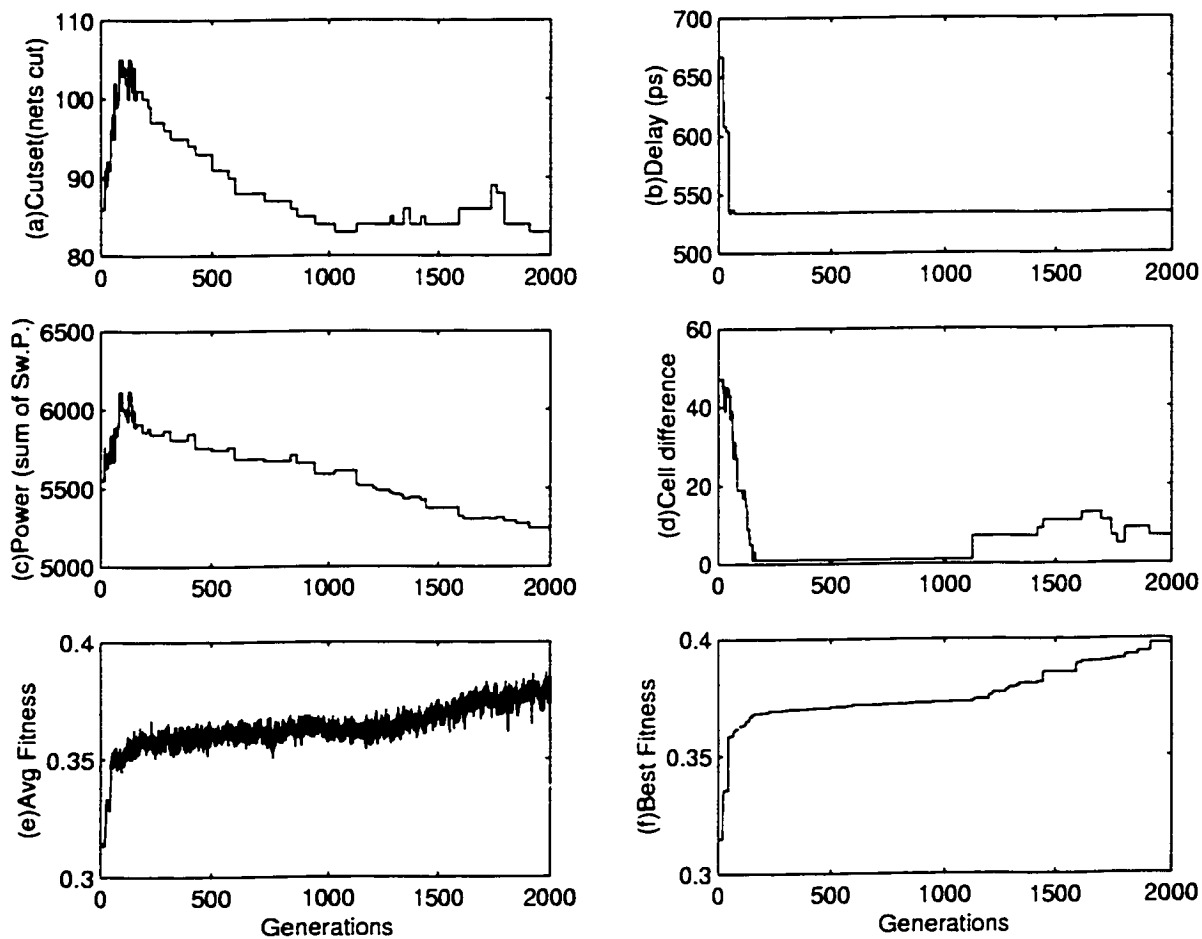 (a)Cutset(nets cut)
110
100
90
80
0 500 1000 1500 2000
(b)Delay (ps)
700
650
600
550
500
0 500 1000 1500 2000
(c)Power (sum of Sw.P.)
6500
6000
5500
5000
0 500 1000 1500 2000
(d)Cell difference
60
40
20
0
0 500 1000 1500 2000
(e)Avg Fitness
0.4
0.35
0.3
0 500 1000 1500 2000
Generations
(f)Best Fitness
0.4
0.35
0.3
0 500 1000 1500 2000
Generations